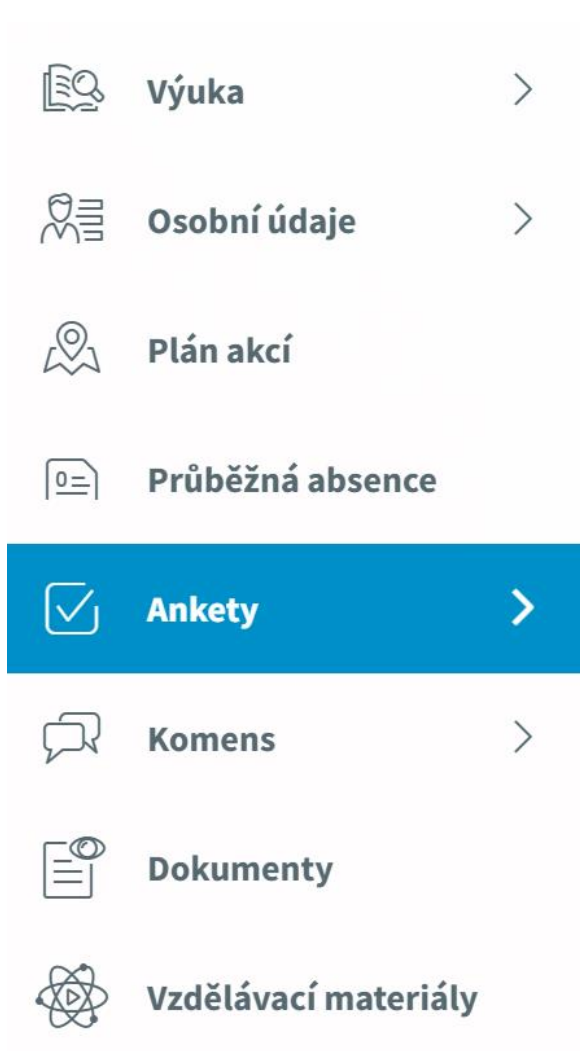 Výuka
Osobní údaje
Plán akcí
Průběžná absence
Ankety
Komens
Dokumenty
Vzdělávací materiály